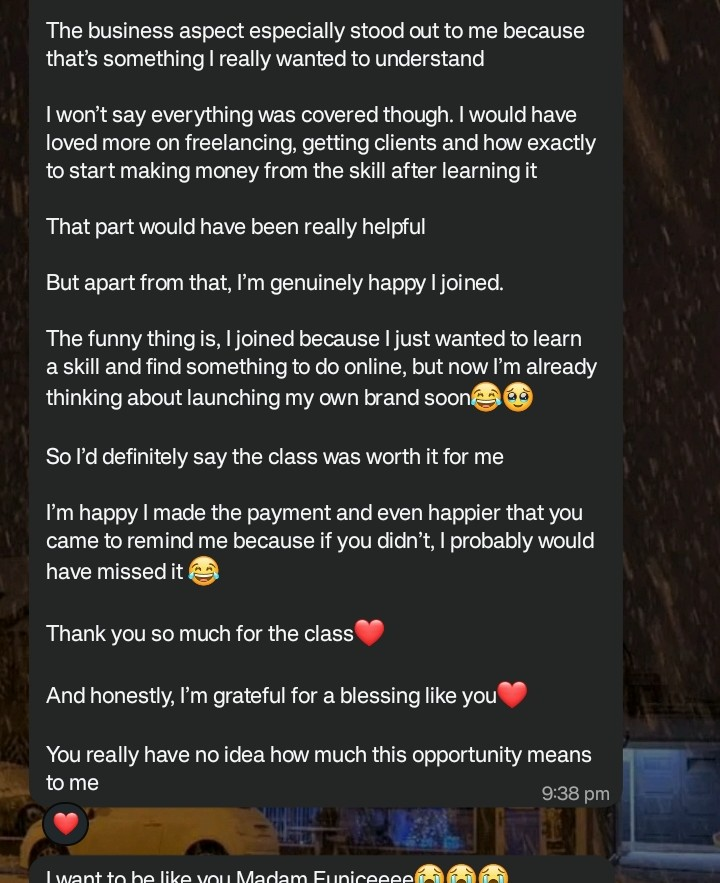 The business aspect especially stood out to me because
that's something I really wanted to understand
I won't say everything was covered though. I would have
loved more on freelancing, getting clients and how exactly
to start making money from the skill after learning it
That part would have been really helpful
But apart from that, I'm genuinely happy I joined.
The funny thing is, I joined because I just wanted to learn
a skill and find something to do online, but now I'm already
thinking about launching my own brand soon😂🥹
So I'd definitely say the class was worth it for me
I'm happy I made the payment and even happier that you
came to remind me because if you didn't, I probably would
have missed it 😂
Thank you so much for the class❤️
And honestly, I'm grateful for a blessing like you❤️
You really have no idea how much this opportunity means
to me
9:38 pm
I want to be like you Madam Euniceeee😭😭😭